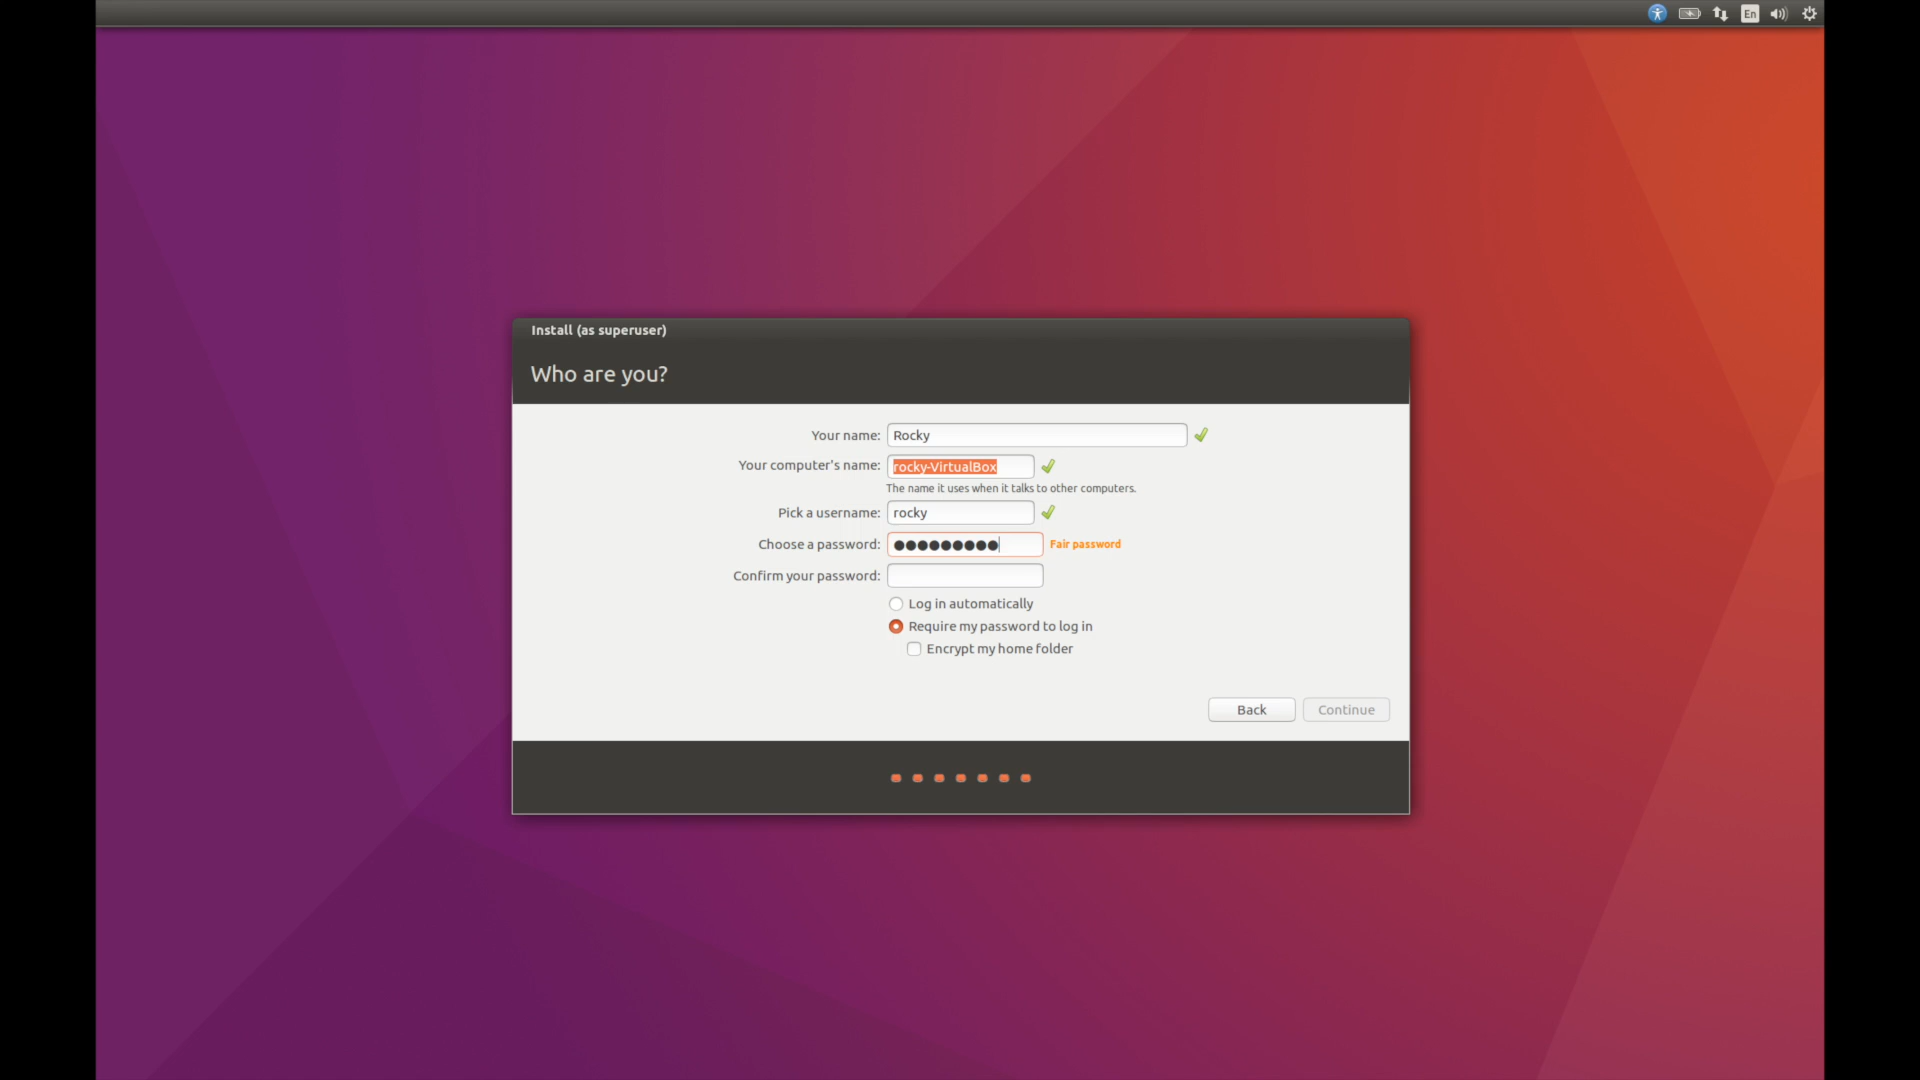 En
Install (as superuser)
Who are you?
Your name: Rocky
Your computer's name: rocky-VirtualBox
The name it uses when it talks to other computers.
Pick a username: rocky
Choose a password: ●●●●●●●●● Fair password
Confirm your password:
Log in automatically
Require my password to log in
Encrypt my home folder
Back Continue